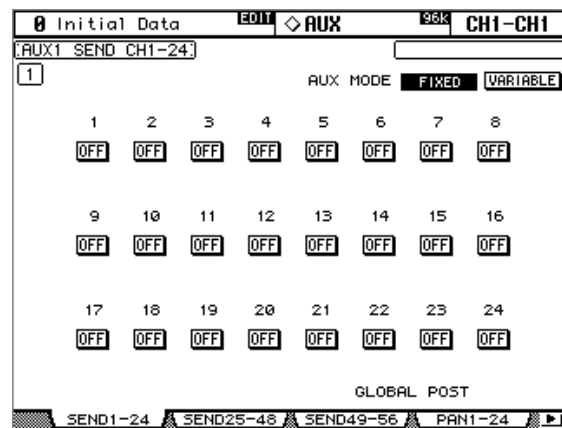 0 Initial Data EDIT ◇ AUX 96K CH1-CH1
AUX1 SEND CH1-24
1
AUX MODE FIXED VARIABLE
1 2 3 4 5 6 7 8
OFF OFF OFF OFF OFF OFF OFF OFF
9 10 11 12 13 14 15 16
OFF OFF OFF OFF OFF OFF OFF OFF
17 18 19 20 21 22 23 24
OFF OFF OFF OFF OFF OFF OFF OFF
GLOBAL POST
SEND1-24 SEND25-48 SEND49-56 PAN1-24